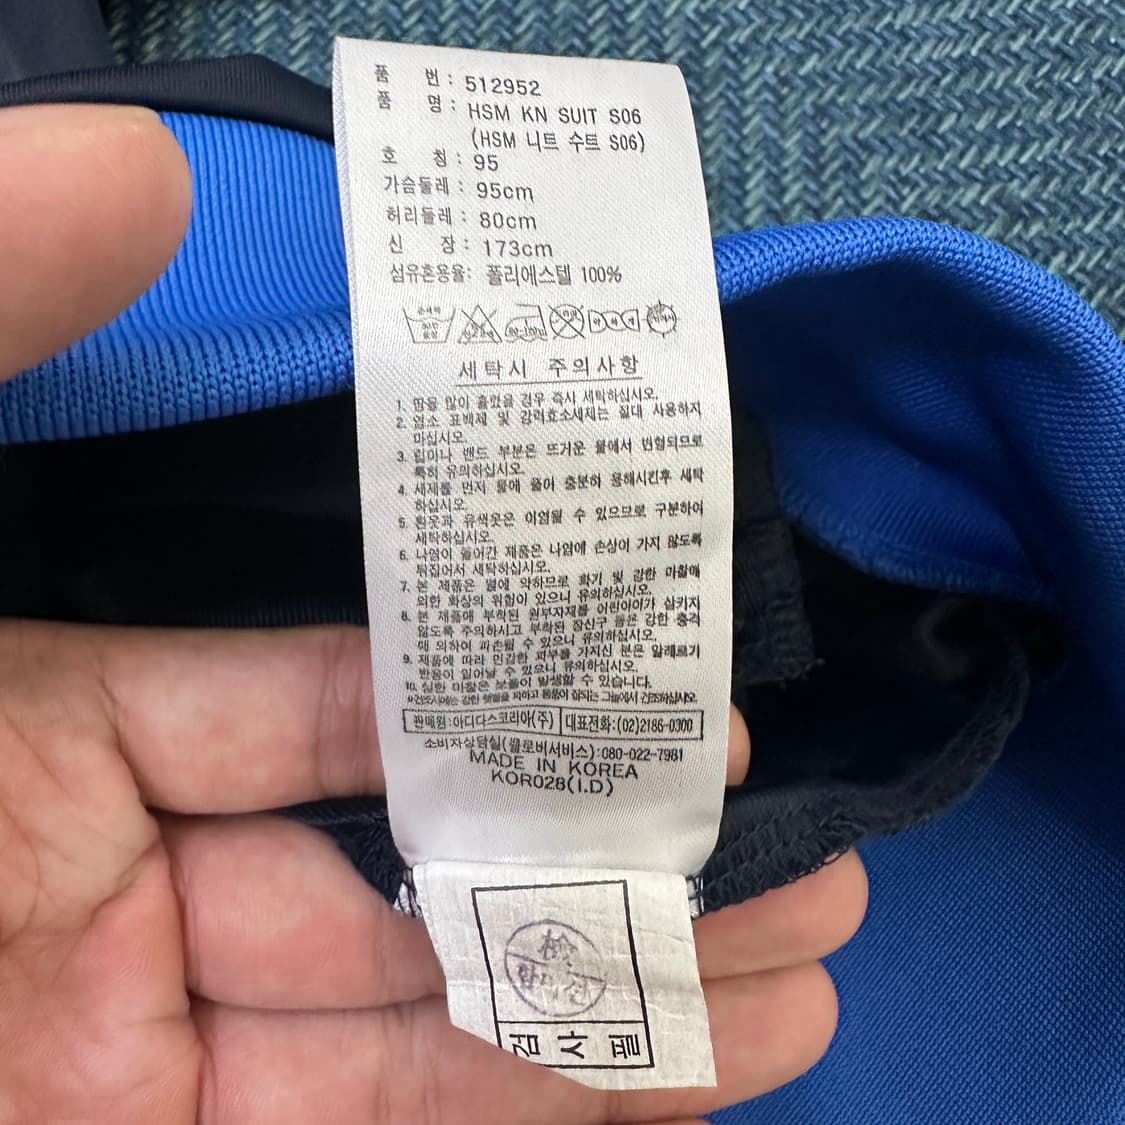 품 번 : 512952
품 명 : HSM KN SUIT S06
(HSM 니트 수트 S06)
호 칭 : 95
가슴둘레 : 95cm
허리둘레 : 80cm
신 장 : 173cm
섬유혼용율: 폴리에스텔 100%
세탁시 주의사항
1. 땀을 많이 흘렸을 경우 즉시 세탁하십시오.
2. 염소 표백제 및 강력효소세제는 절대 사용하지
마십시오.
3. 립이나 밴드 부분은 뜨거운 물에서 변형되므로
특히 유의하십시오.
4. 세제를 먼저 물에 풀어 충분히 용해시킨후 세탁
하십시오.
5. 흰옷과 유색옷은 이염될 수 있으므로 구분하여
세탁하십시오.
6. 나염이 들어간 제품은 나염에 손상이 가지 않도록
뒤집어서 세탁하십시오.
7. 본 제품은 열에 약하므로 화기 및 강한 마찰에
의한 화상의 위험이 있으니 유의하십시오.
8. 본 제품에 부착된 원부자재를 어린아이가 삼키지
않도록 주의하시고 부착된 장신구 등은 강한 충격
에 의하여 파손될 수 있으니 유의하십시오.
9. 제품에 따라 민감한 피부를 가지신 분은 알레르기
반응이 일어날 수 있으니 유의하십시오.
10. 심한 마찰은 보풀이 발생할 수 있습니다.
판매원:아디다스코리아(주) 대표전화:(02)2186-0300
소비자상담실(클로버서비스):080-022-7981
MADE IN KOREA
KOR028(I.D)
檢
검사필